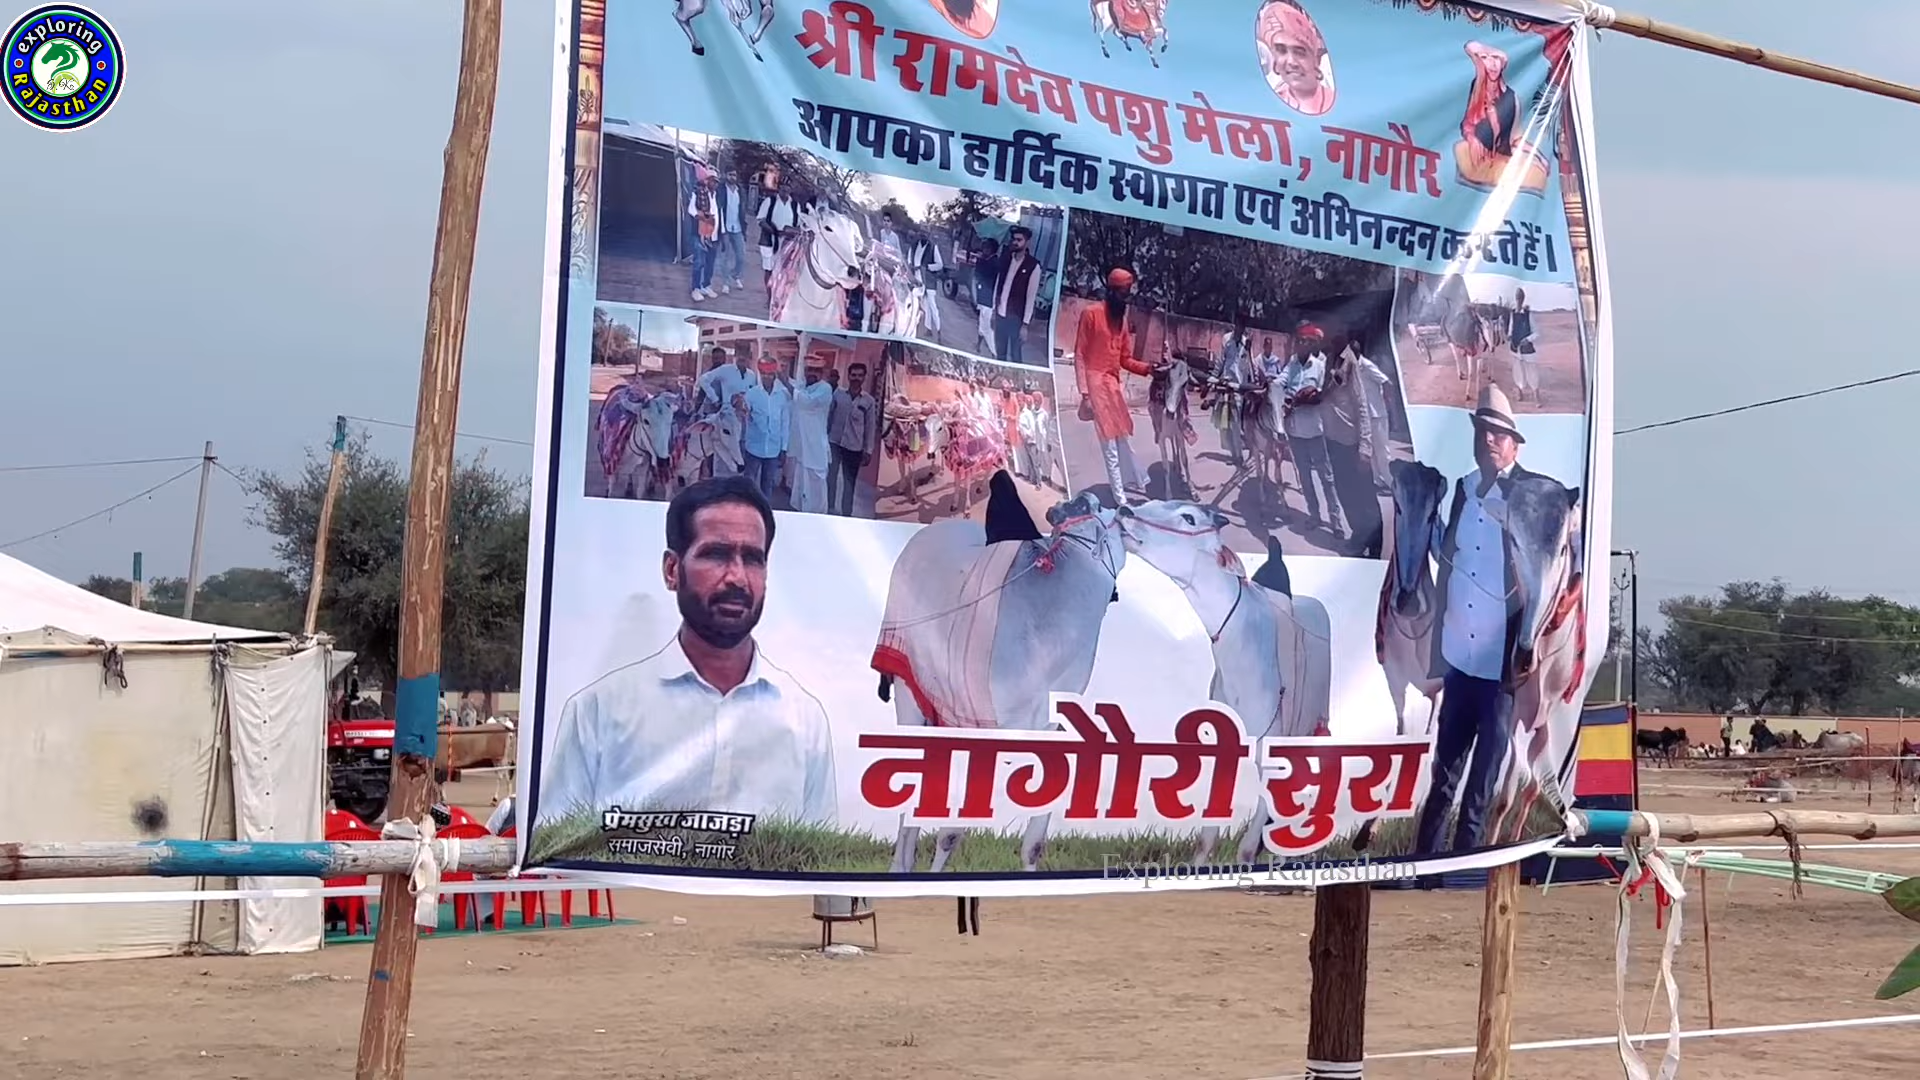 exploring
Rajasthan
श्री रामदेव पशु मेला, नागौर
आपका हार्दिक स्वागत एवं अभिनन्दन करते हैं।
नागौरी सुरा
प्रेमसुख जाजड़ा
समाजसेवी, नागौर
Exploring Rajasthan